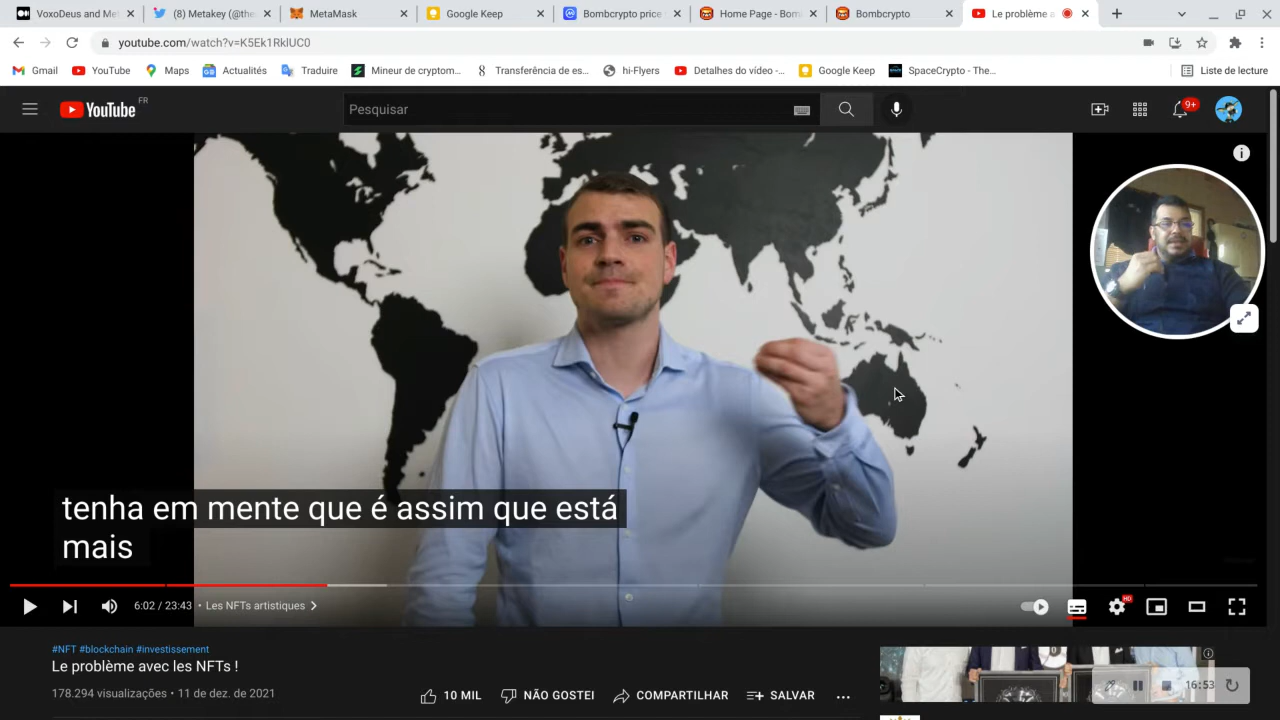 VoxoDeus and Met
(8) Metakey (@the
MetaMask
Google Keep
Bombcrypto price
Home Page - Bom
Bombcrypto
Le problème a
youtube.com/watch?v=K5Ek1RklUC0
Gmail
YouTube
Maps
Actualités
Traduire
Mineur de cryptom...
Transferência de es...
hi-Flyers
Detalhes do vídeo -...
Google Keep
SpaceCrypto - The...
Liste de lecture
YouTube FR
Pesquisar
9+
tenha em mente que é assim que está
mais
6:02 / 23:43 • Les NFTs artistiques
HD
#NFT #blockchain #investissement
Le problème avec les NFTs !
178.294 visualizações • 11 de dez. de 2021
10 MIL
NÃO GOSTEI
COMPARTILHAR
SALVAR
16:53